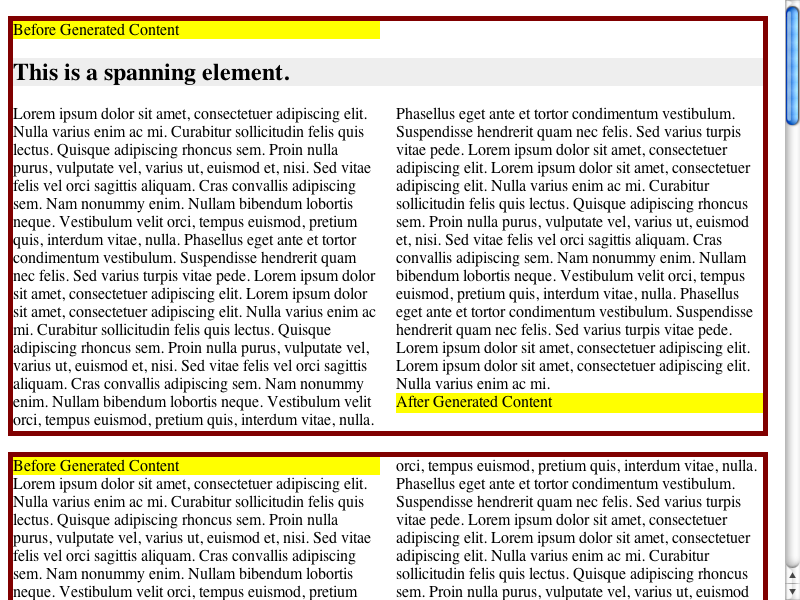 Before Generated Content
This is a spanning element.
Lorem ipsum dolor sit amet, consectetuer adipiscing elit.
Nulla varius enim ac mi. Curabitur sollicitudin felis quis
lectus. Quisque adipiscing rhoncus sem. Proin nulla
purus, vulputate vel, varius ut, euismod et, nisi. Sed vitae
felis vel orci sagittis aliquam. Cras convallis adipiscing
sem. Nam nonummy enim. Nullam bibendum lobortis
neque. Vestibulum velit orci, tempus euismod, pretium
quis, interdum vitae, nulla. Phasellus eget ante et tortor
condimentum vestibulum. Suspendisse hendrerit quam
nec felis. Sed varius turpis vitae pede. Lorem ipsum dolor
sit amet, consectetuer adipiscing elit. Lorem ipsum dolor
sit amet, consectetuer adipiscing elit. Nulla varius enim ac
mi. Curabitur sollicitudin felis quis lectus. Quisque
adipiscing rhoncus sem. Proin nulla purus, vulputate vel,
varius ut, euismod et, nisi. Sed vitae felis vel orci sagittis
aliquam. Cras convallis adipiscing sem. Nam nonummy
enim. Nullam bibendum lobortis neque. Vestibulum velit
orci, tempus euismod, pretium quis, interdum vitae, nulla.
Phasellus eget ante et tortor condimentum vestibulum.
Suspendisse hendrerit quam nec felis. Sed varius turpis
vitae pede. Lorem ipsum dolor sit amet, consectetuer
adipiscing elit. Lorem ipsum dolor sit amet, consectetuer
adipiscing elit. Nulla varius enim ac mi. Curabitur
sollicitudin felis quis lectus. Quisque adipiscing rhoncus
sem. Proin nulla purus, vulputate vel, varius ut, euismod
et, nisi. Sed vitae felis vel orci sagittis aliquam. Cras
convallis adipiscing sem. Nam nonummy enim. Nullam
bibendum lobortis neque. Vestibulum velit orci, tempus
euismod, pretium quis, interdum vitae, nulla. Phasellus
eget ante et tortor condimentum vestibulum. Suspendisse
hendrerit quam nec felis. Sed varius turpis vitae pede.
Lorem ipsum dolor sit amet, consectetuer adipiscing elit.
Lorem ipsum dolor sit amet, consectetuer adipiscing elit.
Nulla varius enim ac mi.
After Generated Content
Before Generated Content
Lorem ipsum dolor sit amet, consectetuer adipiscing elit.
Nulla varius enim ac mi. Curabitur sollicitudin felis quis
lectus. Quisque adipiscing rhoncus sem. Proin nulla
purus, vulputate vel, varius ut, euismod et, nisi. Sed vitae
felis vel orci sagittis aliquam. Cras convallis adipiscing
sem. Nam nonummy enim. Nullam bibendum lobortis
neque. Vestibulum velit orci, tempus euismod, pretium
orci, tempus euismod, pretium quis, interdum vitae, nulla.
Phasellus eget ante et tortor condimentum vestibulum.
Suspendisse hendrerit quam nec felis. Sed varius turpis
vitae pede. Lorem ipsum dolor sit amet, consectetuer
adipiscing elit. Lorem ipsum dolor sit amet, consectetuer
adipiscing elit. Nulla varius enim ac mi. Curabitur
sollicitudin felis quis lectus. Quisque adipiscing rhoncus
sem. Proin nulla purus, vulputate vel, varius ut, euismod